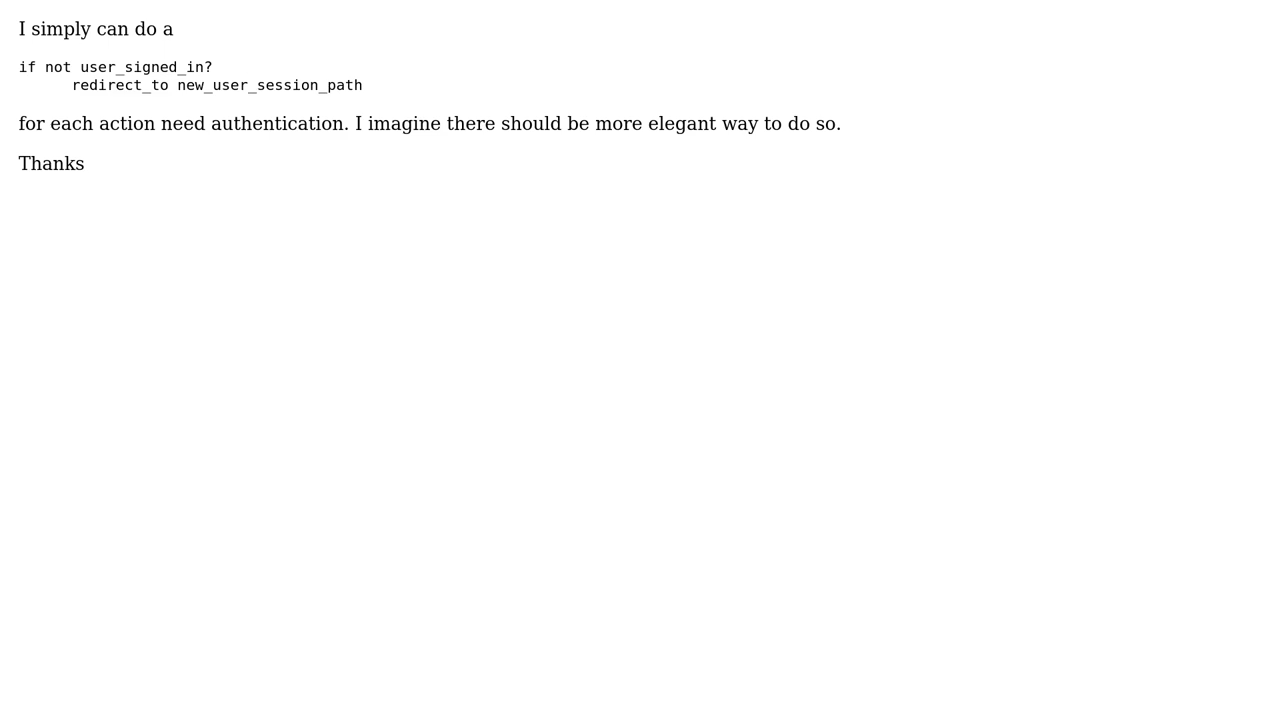 I simply can do a
if not user_signed_in?
      redirect_to new_user_session_path
for each action need authentication. I imagine there should be more elegant way to do so.
Thanks